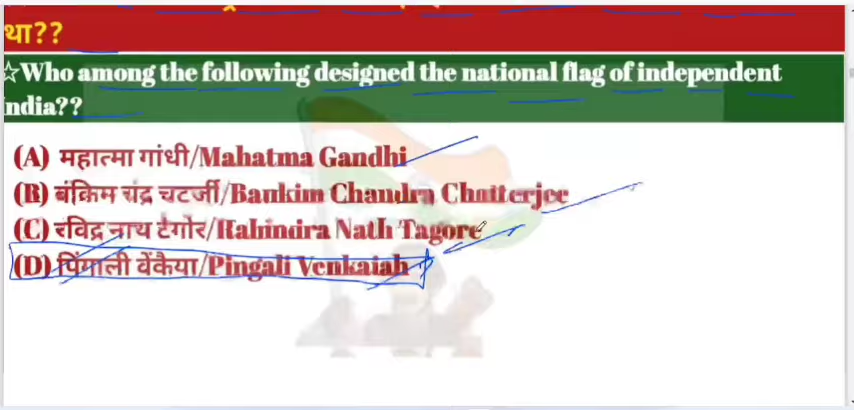 था??
☆Who among the following designed the national flag of independent
ndia??
(A) महात्मा गांधी/Mahatma Gandhi
(B) बंकिम चंद्र चटर्जी/Bankim Chandra Chatterjee
(C) रविंद्र नाथ टैगोर/Rabindra Nath Tagore
(D) पिंगाली वेंकैया/Pingali Venkaiah